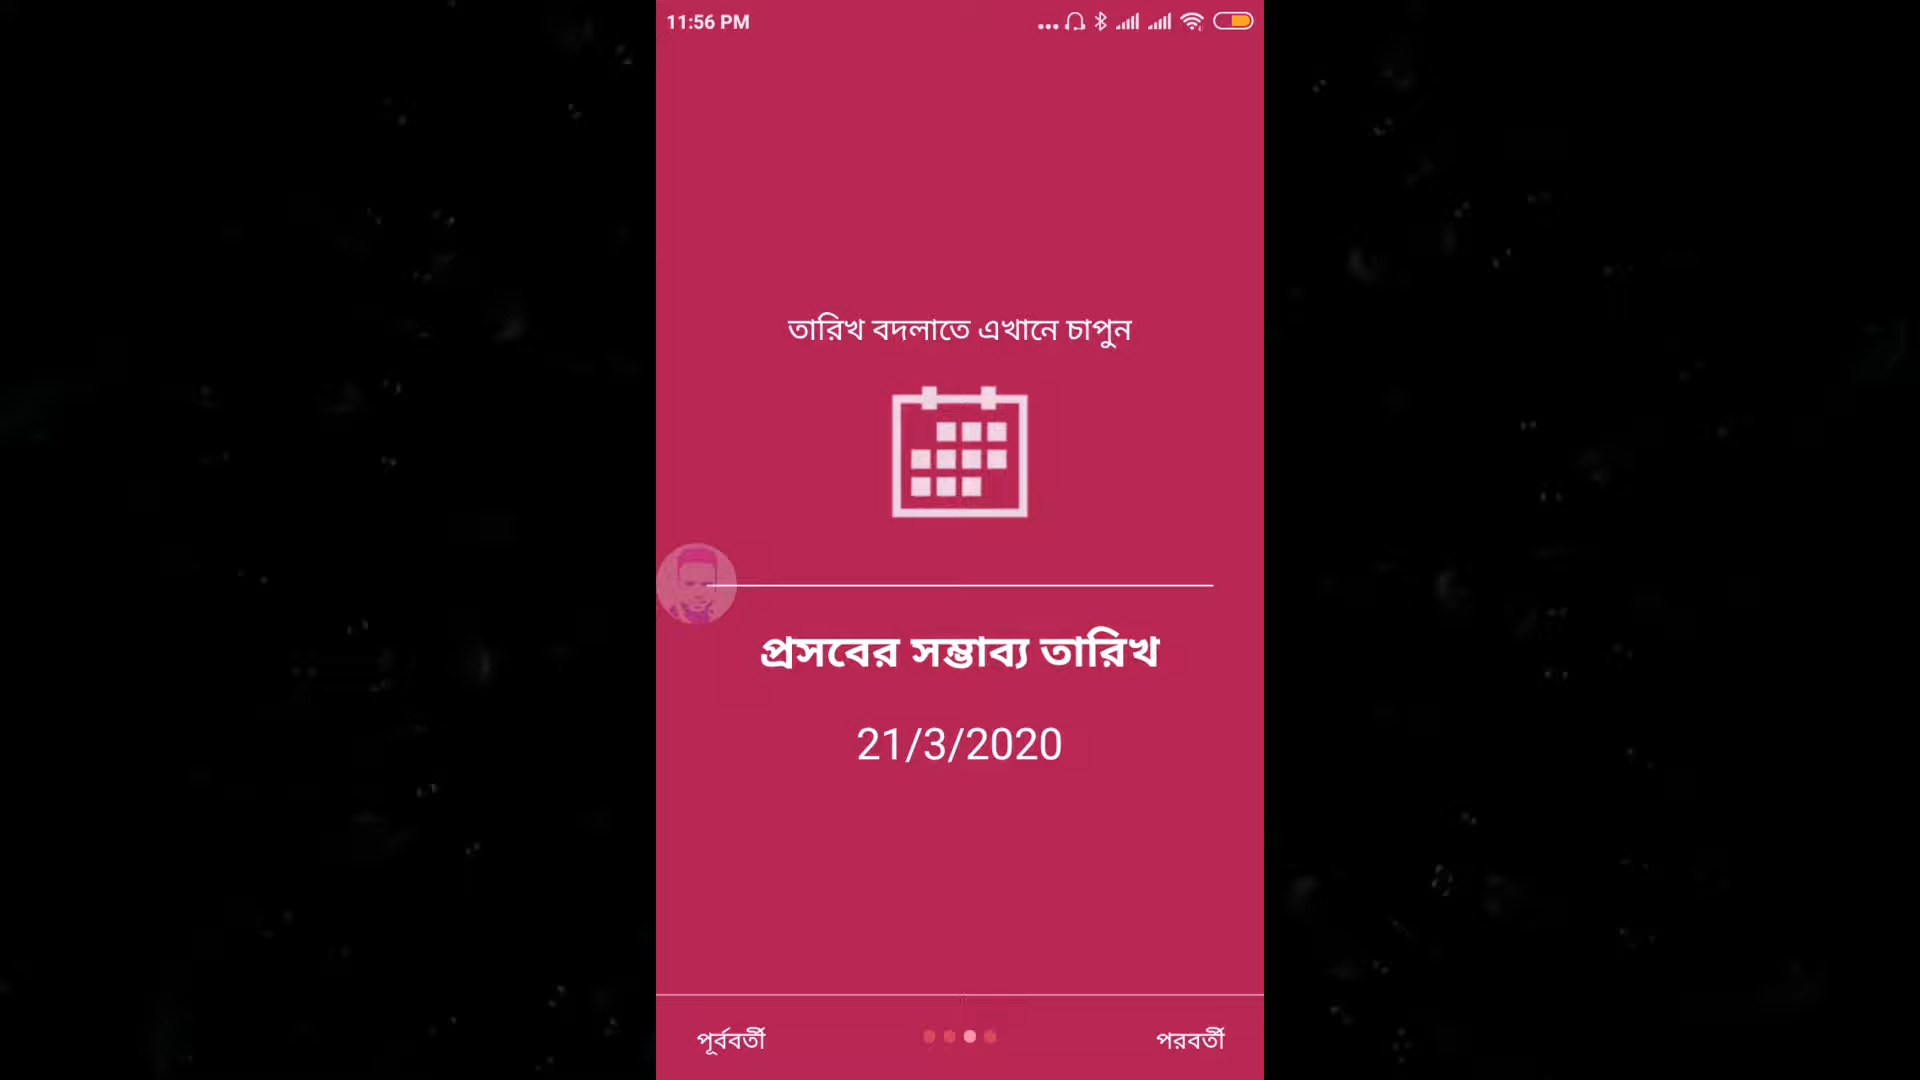 11:56 PM
তারিখ বদলাতে এখানে চাপুন
প্রসবের সম্ভাব্য তারিখ
21/3/2020
পূর্ববর্তী
পরবর্তী